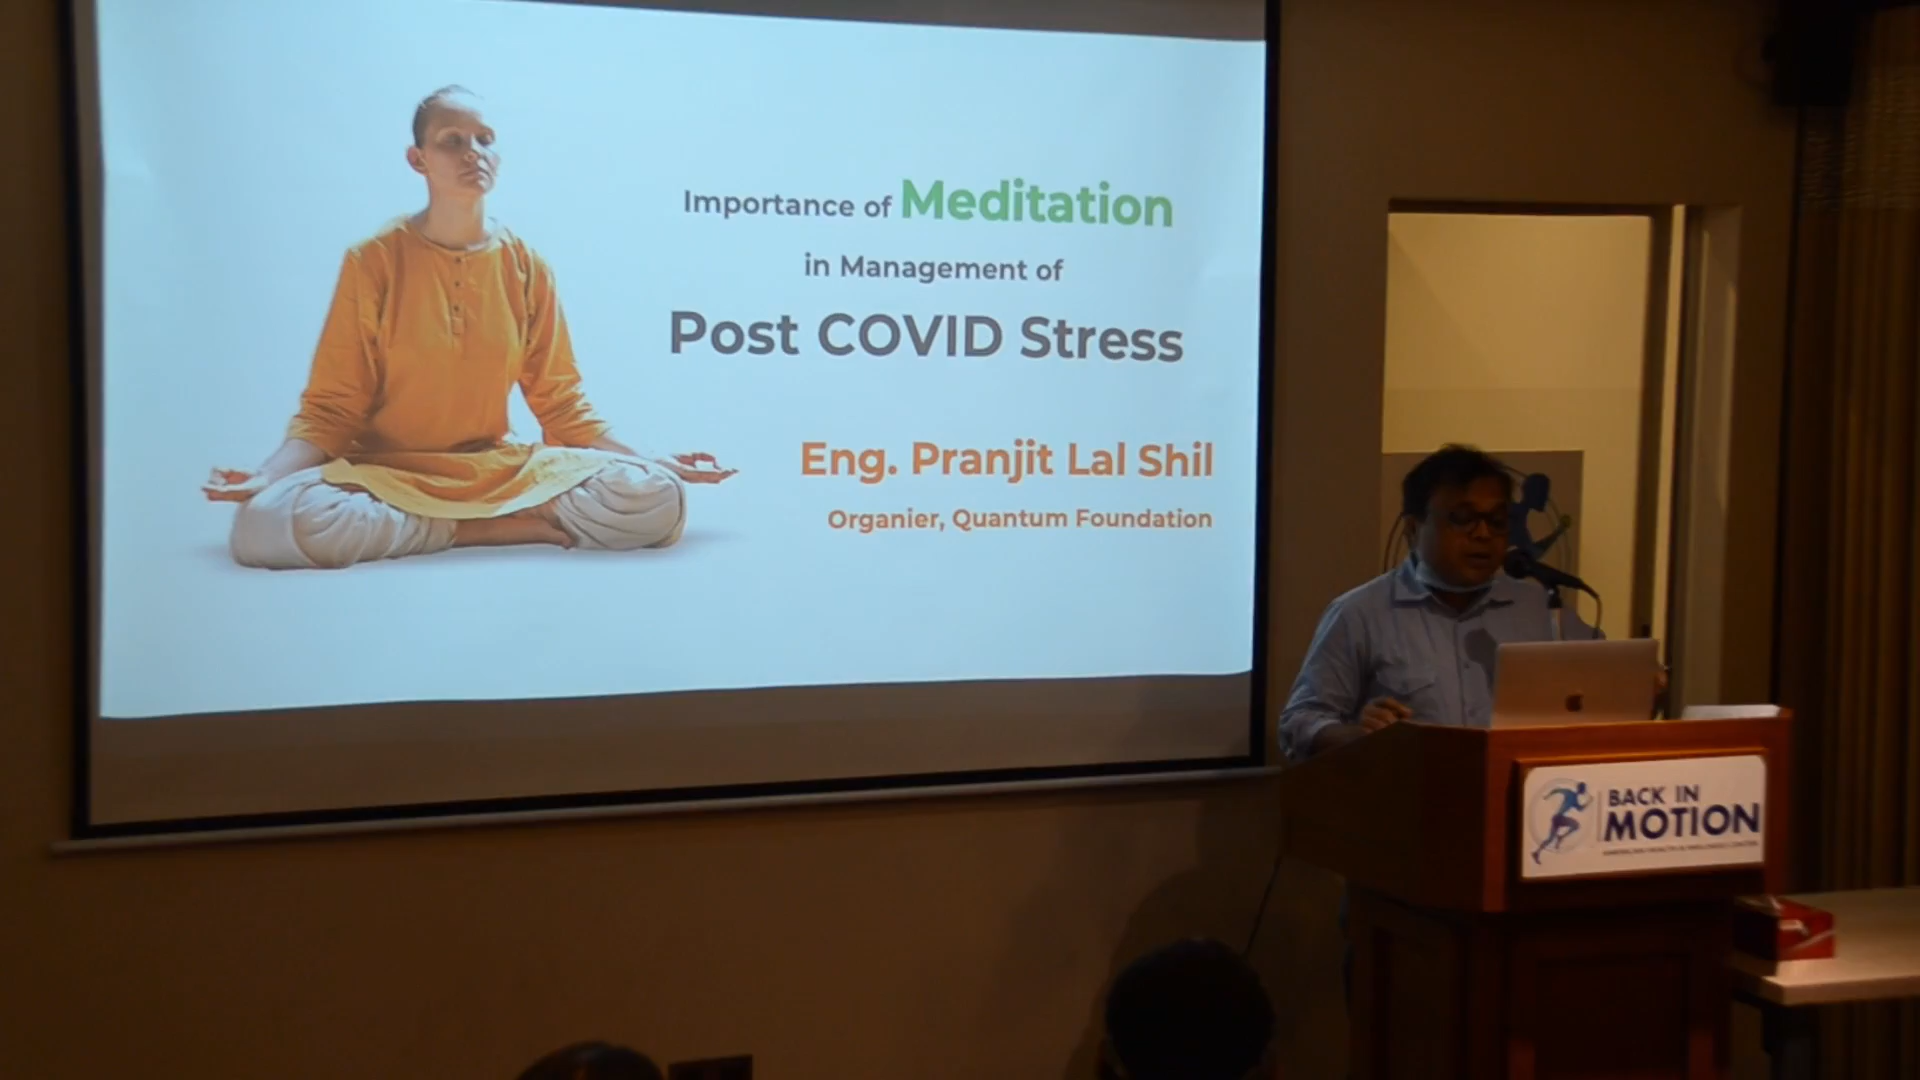 Importance of Meditation
in Management of
Post COVID Stress
Eng. Pranjit Lal Shil
Organier, Quantum Foundation
BACK IN
MOTION